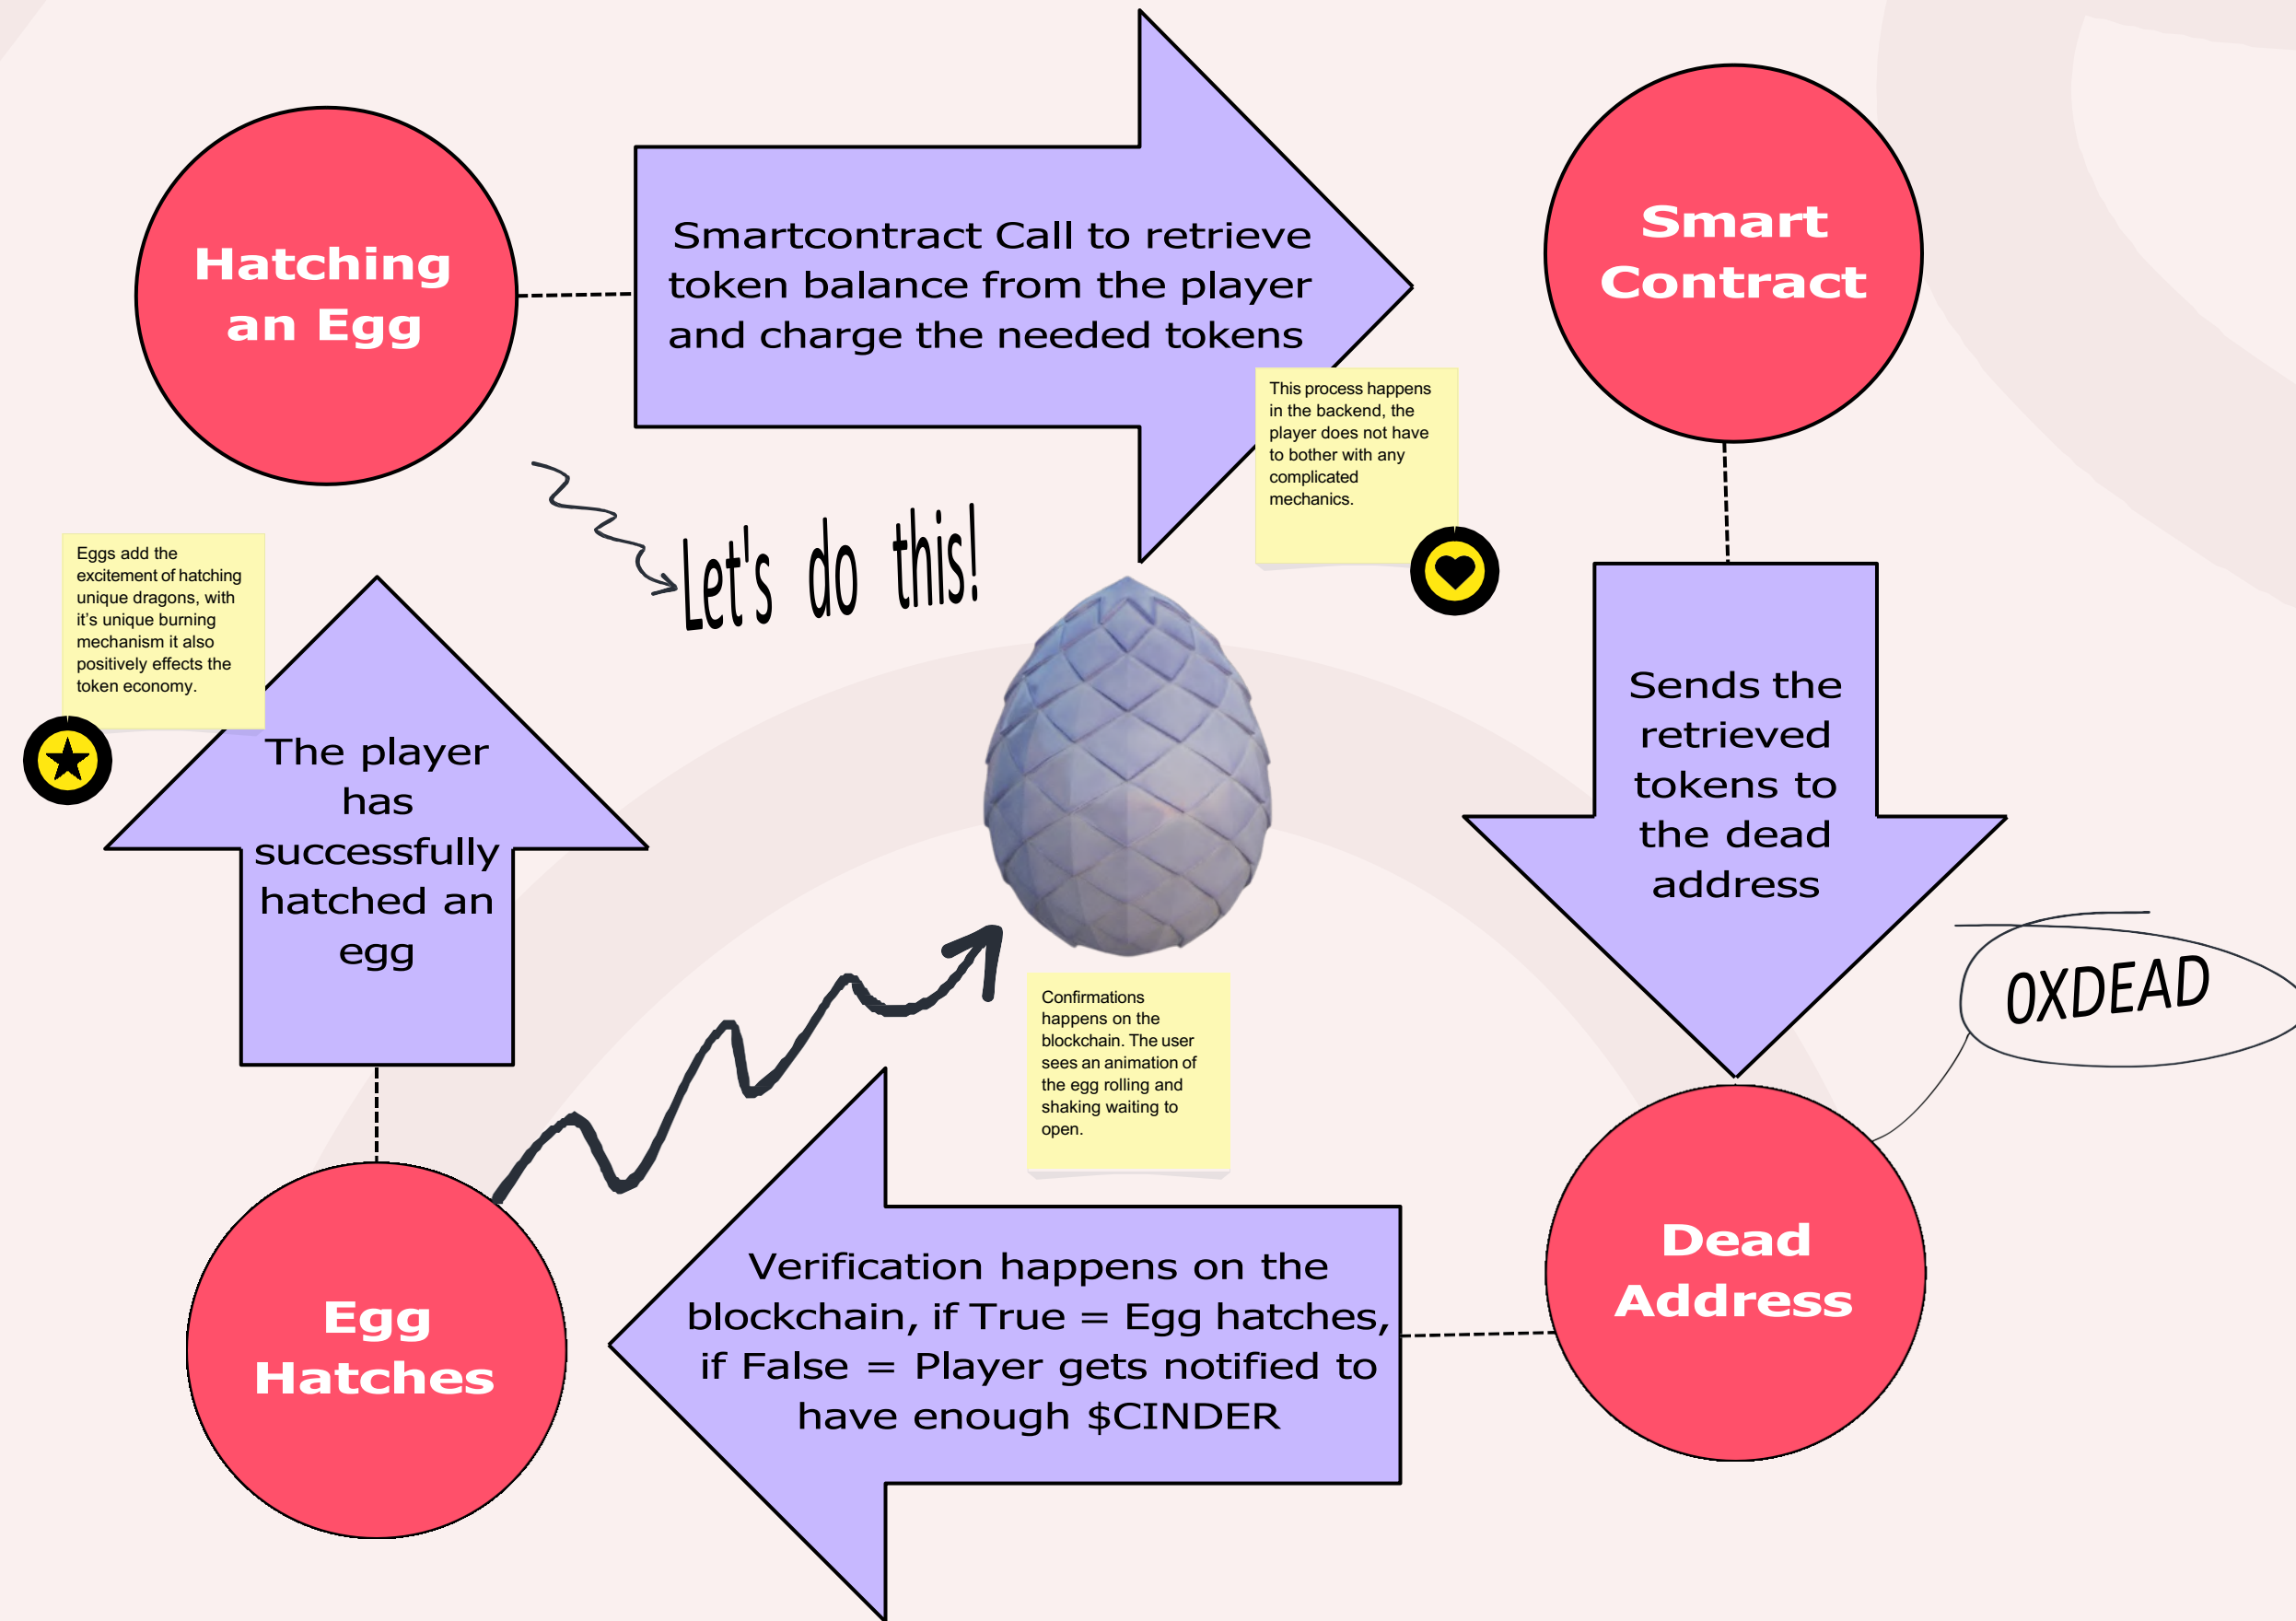 Hatching
an Egg
Smartcontract Call to retrieve
token balance from the player
and charge the needed tokens
Smart
Contract
This process happens
in the backend, the
player does not have
to bother with any
complicated
mechanics.
Let's do this!
Eggs add the
excitement of hatching
unique dragons, with
it's unique burning
mechanism it also
positively effects the
token economy.
The player
has
successfully
hatched an
egg
Sends the
retrieved
tokens to
the dead
address
0XDEAD
Confirmations
happens on the
blockchain. The user
sees an animation of
the egg rolling and
shaking waiting to
open.
Dead
Address
Verification happens on the
blockchain, if True = Egg hatches,
if False = Player gets notified to
have enough $CINDER
Egg
Hatches